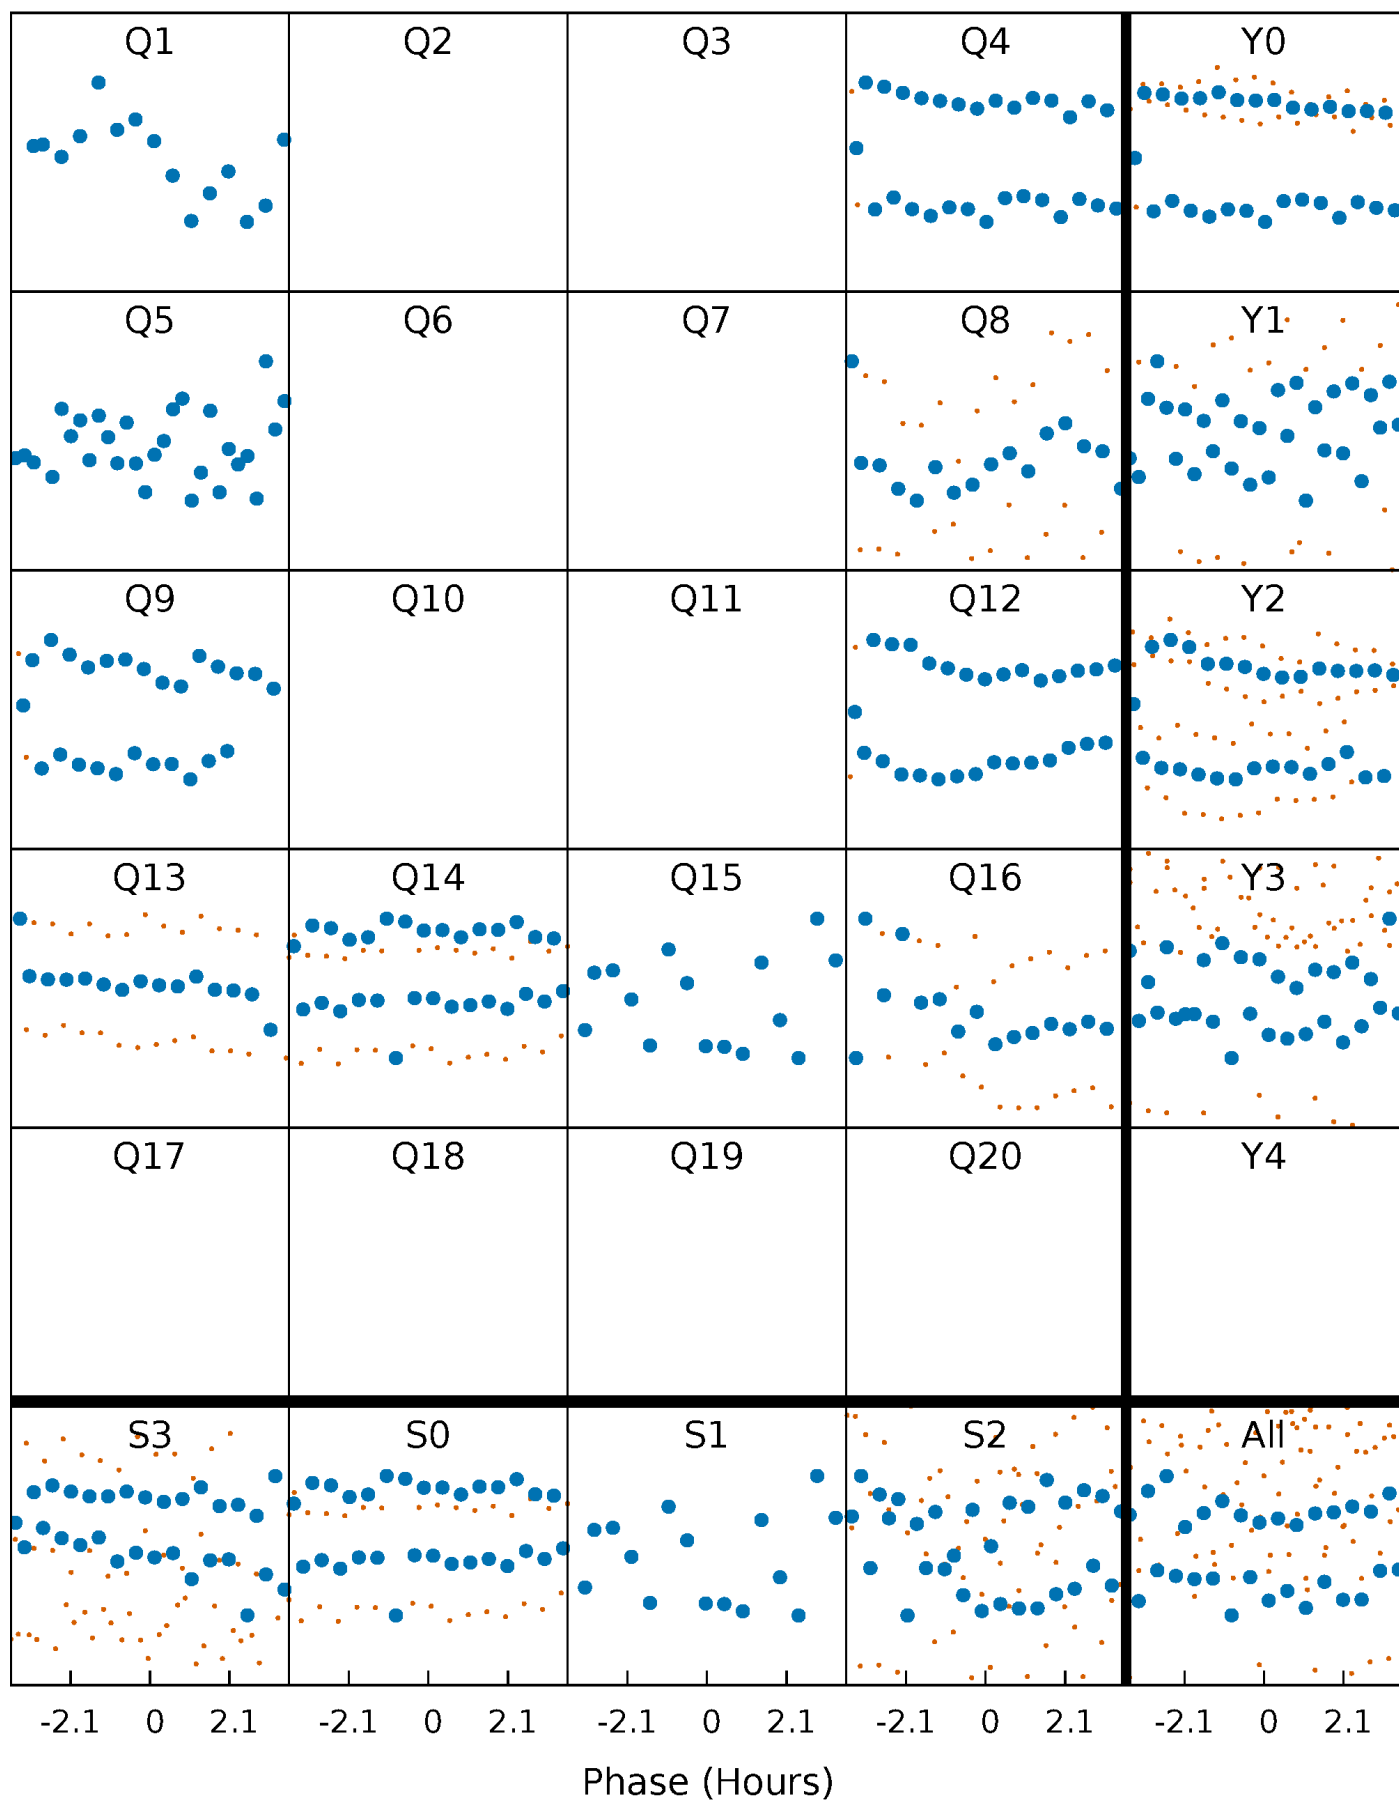 Q1 Q2 Q3 Q4 Y0
Q5 Q6 Q7 Q8 Y1
Q9 Q10 Q11 Q12 Y2
Q13 Q14 Q15 Q16 Y3
Q17 Q18 Q19 Q20 Y4
S3 S0 S1 S2 All
-2.1 0 2.1 -2.1 0 2.1 -2.1 0 2.1 -2.1 0 2.1 -2.1 0 2.1
Phase (Hours)